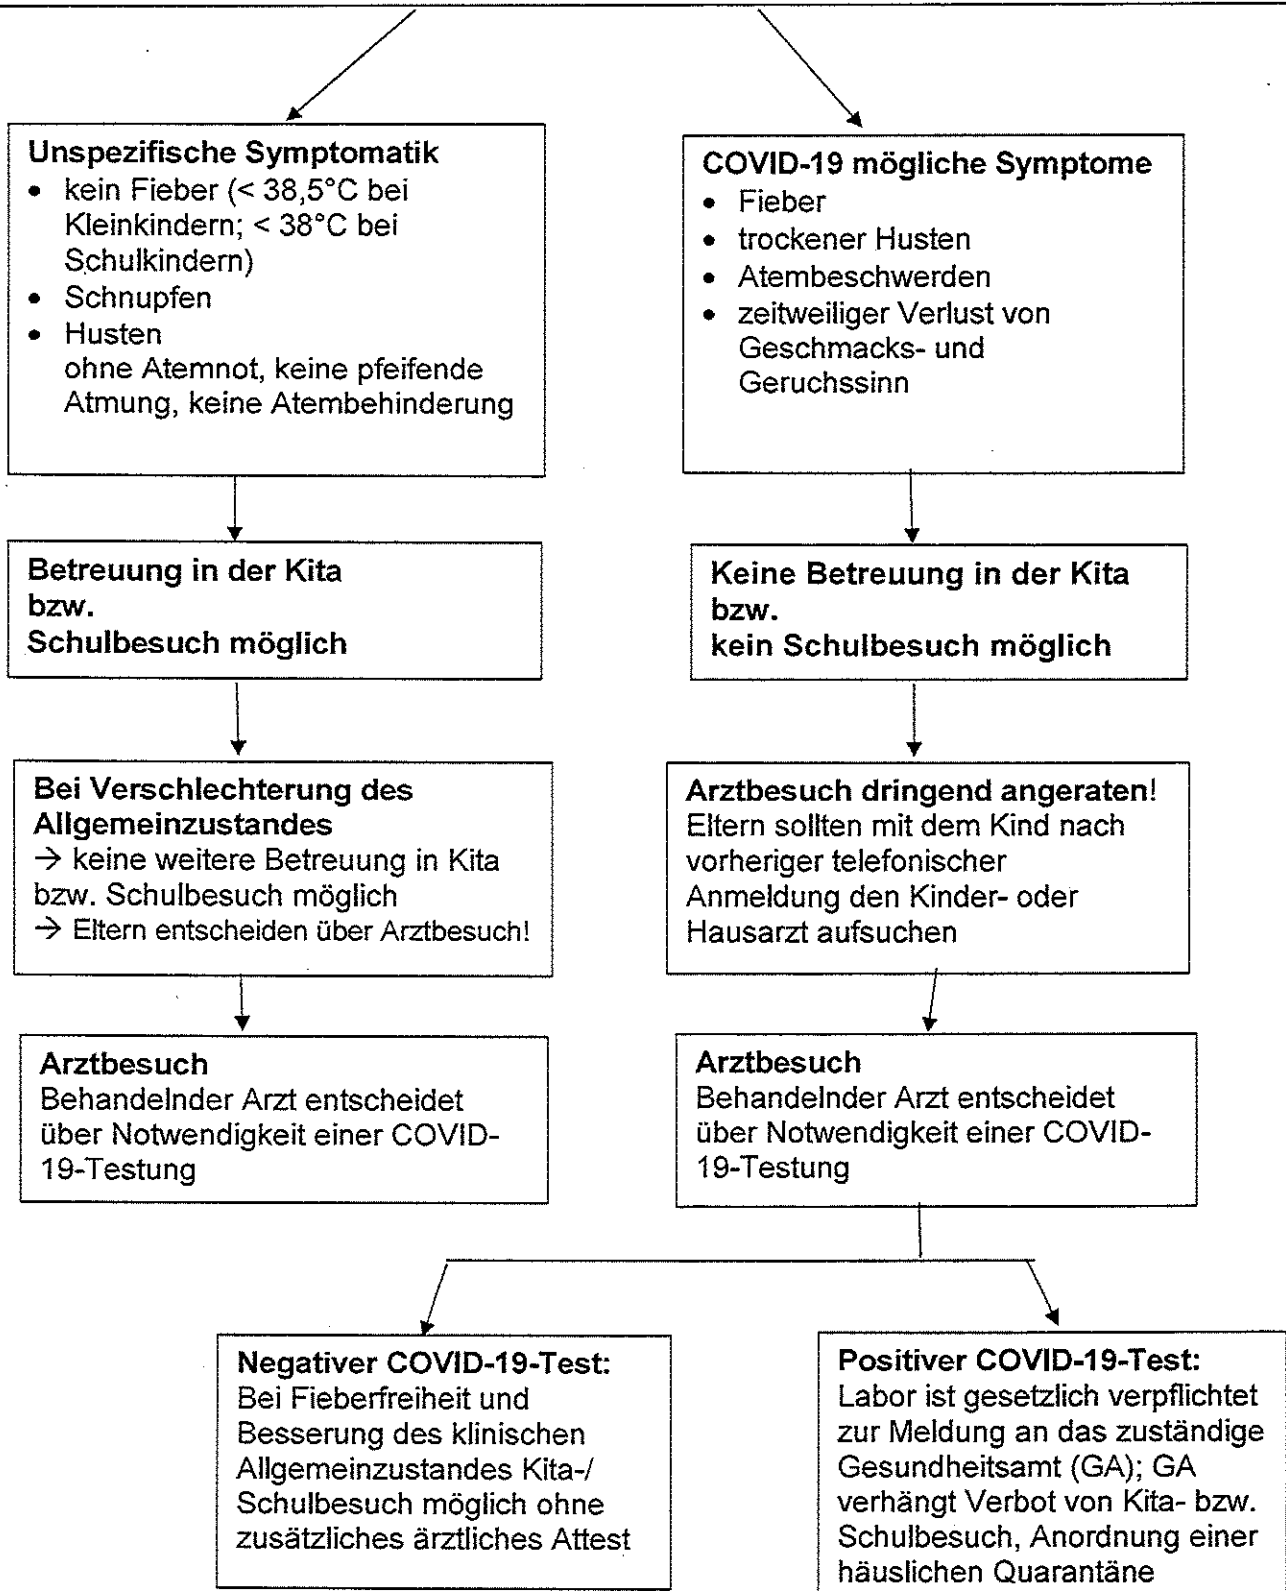 Unspezifische Symptomatik
• kein Fieber (< 38,5°C bei
Kleinkindern; < 38°C bei
Schulkindern)
• Schnupfen
• Husten
ohne Atemnot, keine pfeifende
Atmung, keine Atembehinderung
COVID-19 mögliche Symptome
• Fieber
• trockener Husten
• Atembeschwerden
• zeitweiliger Verlust von
Geschmacks- und
Geruchssinn
Betreuung in der Kita
bzw.
Schulbesuch möglich
Keine Betreuung in der Kita
bzw.
kein Schulbesuch möglich
Bei Verschlechterung des
Allgemeinzustandes
→ keine weitere Betreuung in Kita
bzw. Schulbesuch möglich
→ Eltern entscheiden über Arztbesuch!
Arztbesuch dringend angeraten!
Eltern sollten mit dem Kind nach
vorheriger telefonischer
Anmeldung den Kinder- oder
Hausarzt aufsuchen
Arztbesuch
Behandelnder Arzt entscheidet
über Notwendigkeit einer COVID-
19-Testung
Arztbesuch
Behandelnder Arzt entscheidet
über Notwendigkeit einer COVID-
19-Testung
Negativer COVID-19-Test:
Bei Fieberfreiheit und
Besserung des klinischen
Allgemeinzustandes Kita-/
Schulbesuch möglich ohne
zusätzliches ärztliches Attest
Positiver COVID-19-Test:
Labor ist gesetzlich verpflichtet
zur Meldung an das zuständige
Gesundheitsamt (GA); GA
verhängt Verbot von Kita- bzw.
Schulbesuch, Anordnung einer
häuslichen Quarantäne